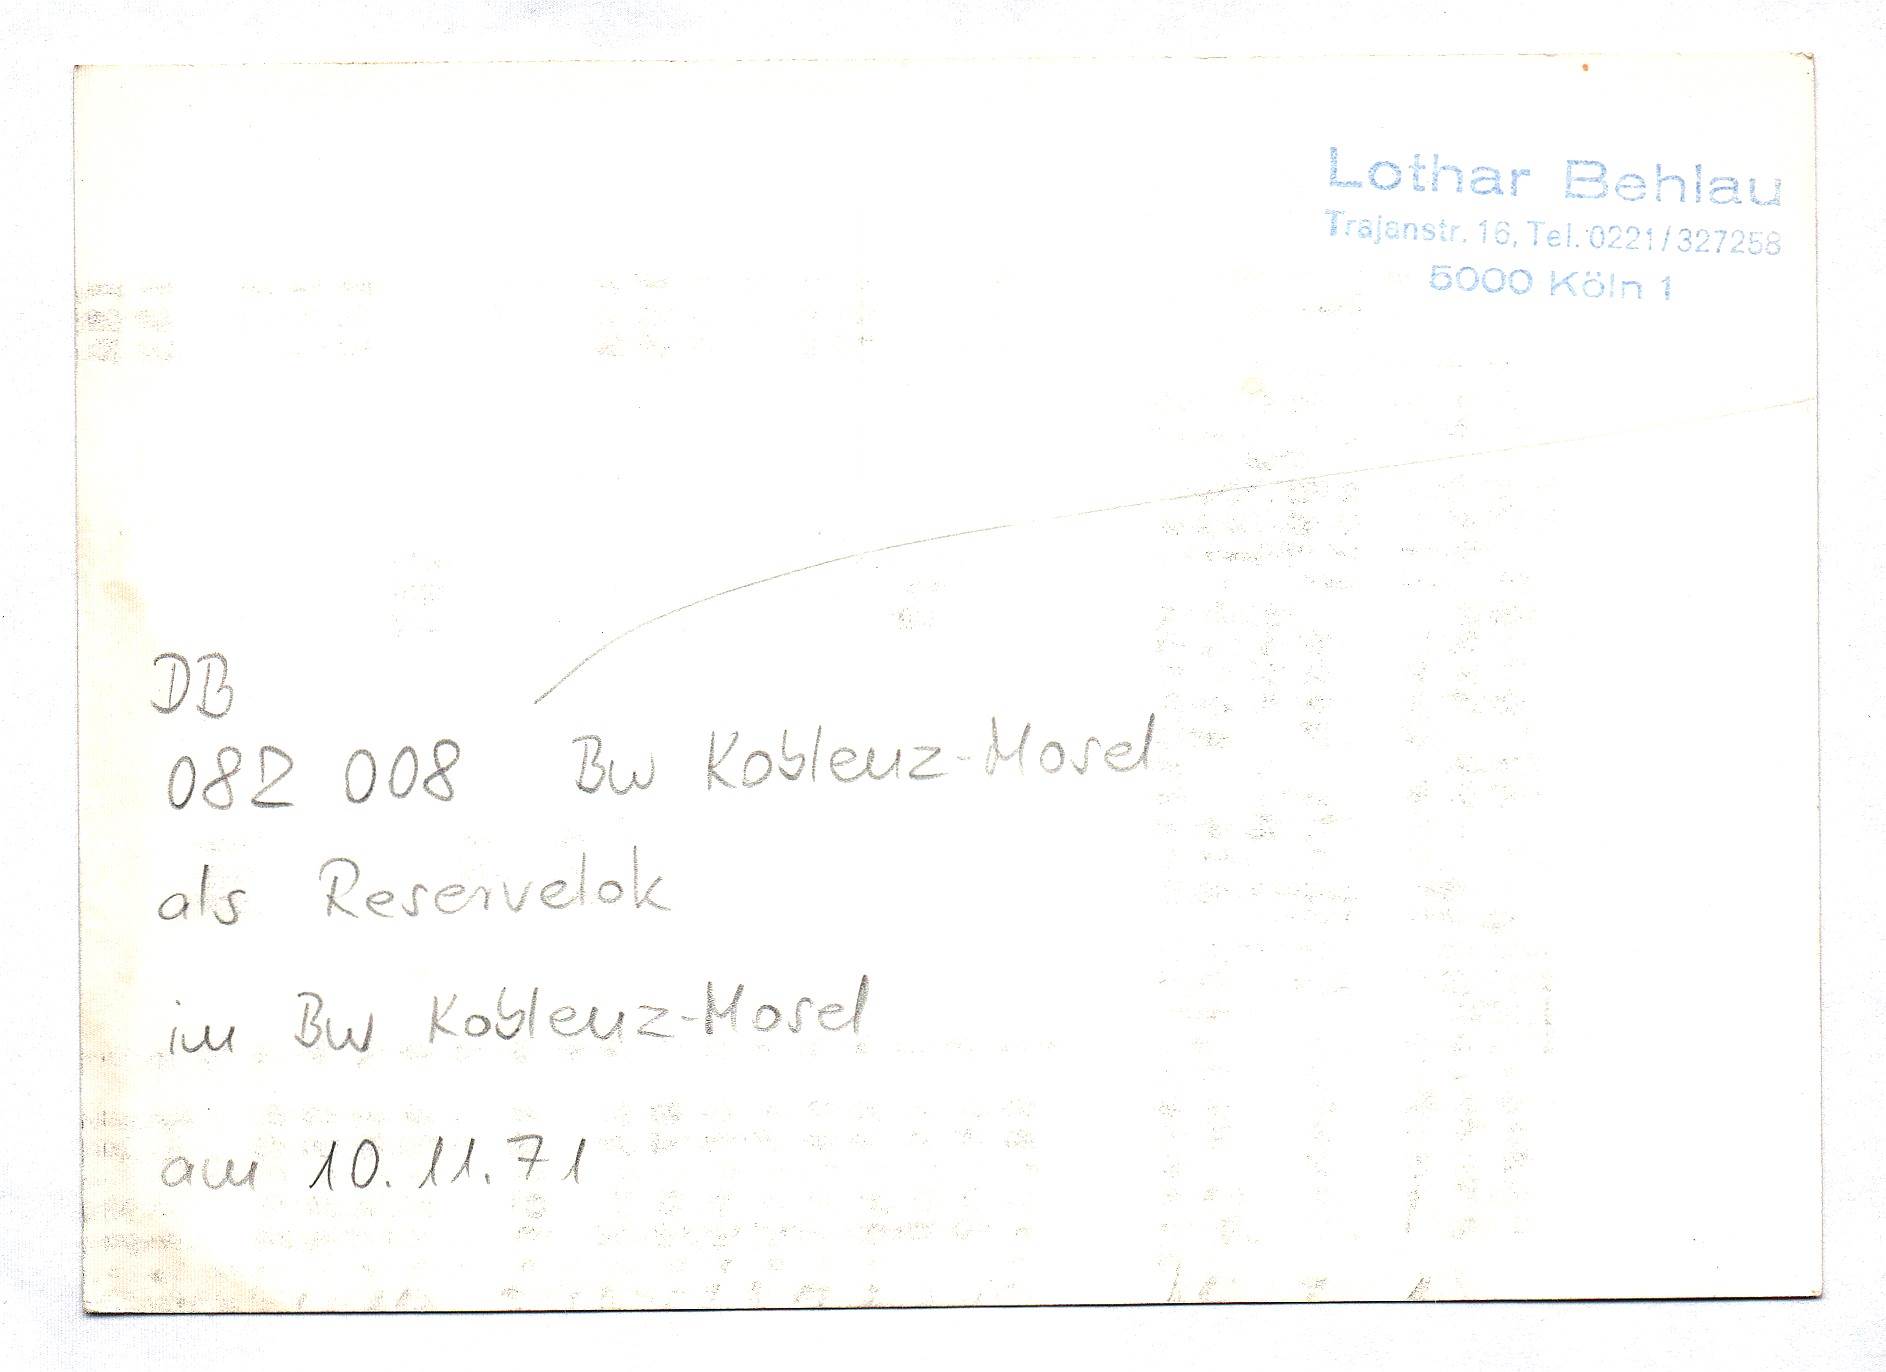 Lothar Behlau
Trajanstr. 16, Tel. 0221/327258
5000 Köln 1
DB
082 008 Bw Koblenz-Mosel
als Reservelok
im Bw Koblenz-Mosel
am 10.11.71